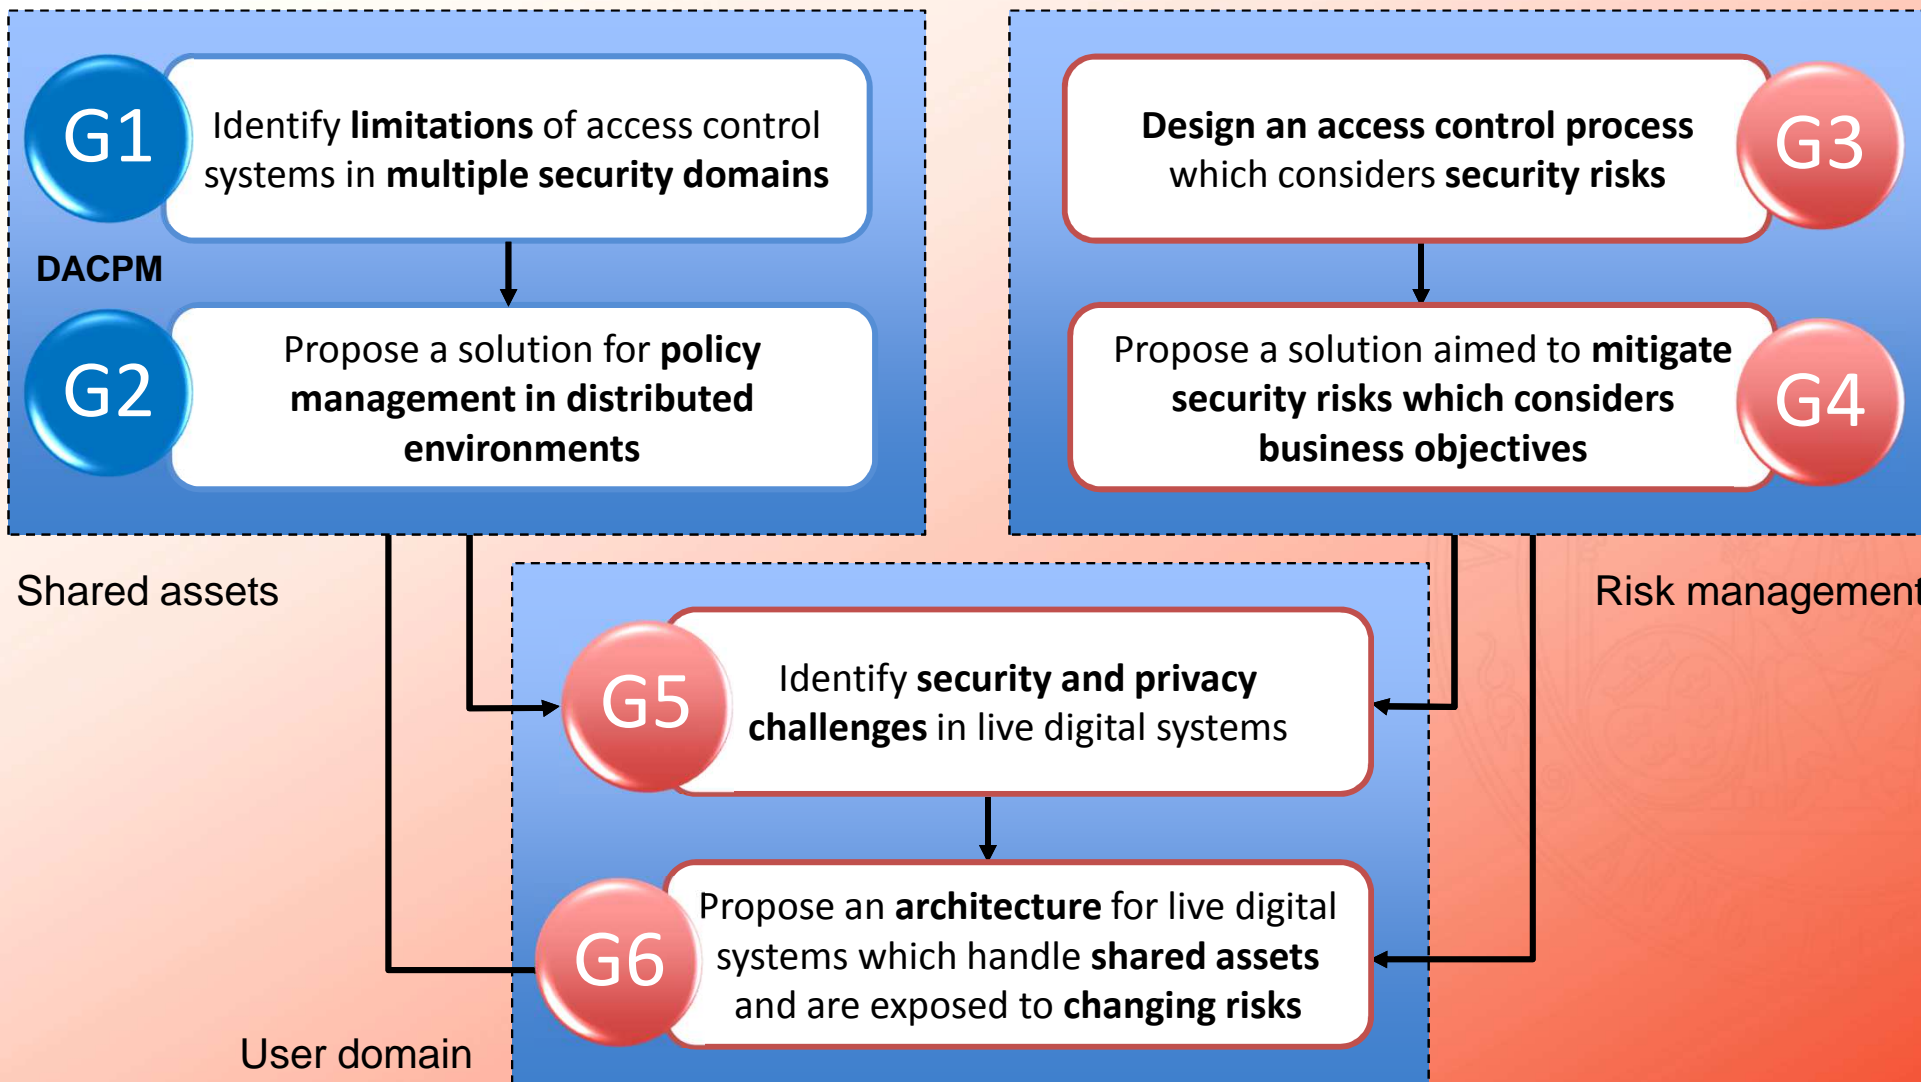 G1
Identify limitations of access control
systems in multiple security domains
DACPM
G2
Propose a solution for policy
management in distributed
environments
Shared assets
Design an access control process
which considers security risks
G3
Propose a solution aimed to mitigate
security risks which considers
business objectives
G4
Risk management
G5
Identify security and privacy
challenges in live digital systems
G6
Propose an architecture for live digital
systems which handle shared assets
and are exposed to changing risks
User domain